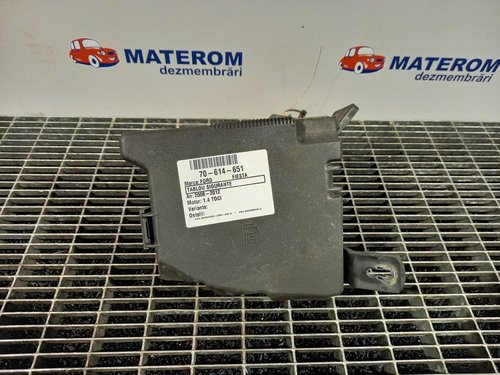 MATEROM
dezmembrări
MATEROM
dezmembrări
70-614-651
Marca: FORD FIESTA
TABLOU SIGURANTE
An: 2008-2012
Motor: 1.4 TDCI
Varianta:
Detalii: